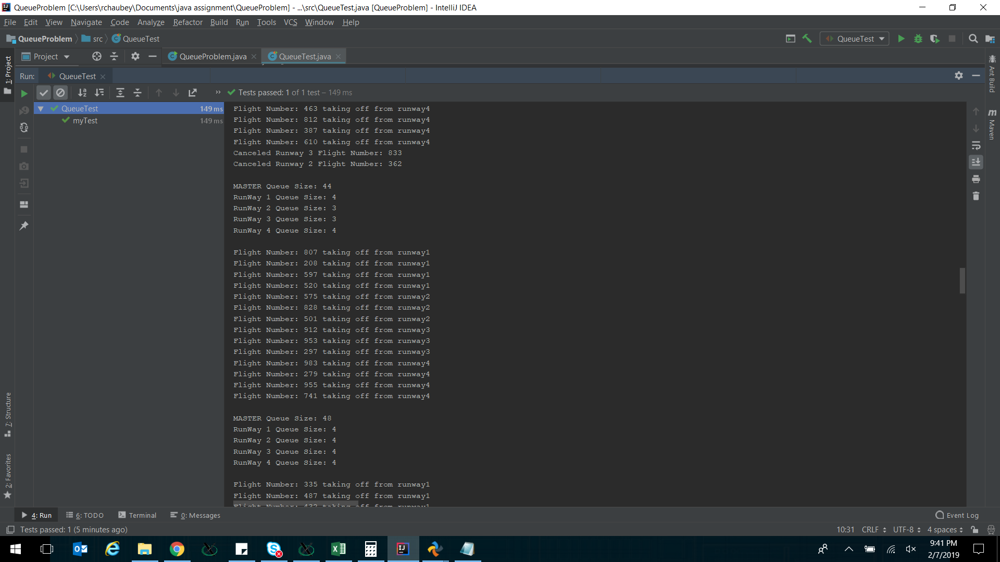 QueueProblem [C:\Users\rchaubey\Documents\java assignment\QueueProblem] - ...\src\QueueTest.java [QueueProblem] - IntelliJ IDEA
File Edit View Navigate Code Analyze Refactor Build Run Tools VCS Window Help
QueueProblem src QueueTest QueueTest
1: Project
Project QueueProblem.java QueueTest.java
Ant Build
Run: QueueTest
Tests passed: 1 of 1 test – 149 ms
QueueTest 149 ms
myTest 149 ms
Maven
Flight Number: 463 taking off from runway4
Flight Number: 812 taking off from runway4
Flight Number: 387 taking off from runway4
Flight Number: 610 taking off from runway4
Canceled Runway 3 Flight Number: 833
Canceled Runway 2 Flight Number: 362
MASTER Queue Size: 44
RunWay 1 Queue Size: 4
RunWay 2 Queue Size: 3
RunWay 3 Queue Size: 3
RunWay 4 Queue Size: 4
Flight Number: 807 taking off from runway1
Flight Number: 208 taking off from runway1
Flight Number: 597 taking off from runway1
Flight Number: 520 taking off from runway1
Flight Number: 575 taking off from runway2
Flight Number: 828 taking off from runway2
Flight Number: 501 taking off from runway2
Flight Number: 912 taking off from runway3
Flight Number: 953 taking off from runway3
Flight Number: 297 taking off from runway3
Flight Number: 983 taking off from runway4
Flight Number: 279 taking off from runway4
Flight Number: 955 taking off from runway4
Flight Number: 741 taking off from runway4
MASTER Queue Size: 48
RunWay 1 Queue Size: 4
RunWay 2 Queue Size: 4
RunWay 3 Queue Size: 4
RunWay 4 Queue Size: 4
Flight Number: 335 taking off from runway1
Flight Number: 487 taking off from runway1
Flight Number: 432 taking off from runway1
7: Structure
2: Favorites
4: Run 6: TODO Terminal 0: Messages Event Log
Tests passed: 1 (5 minutes ago) 10:31 CRLF UTF-8 4 spaces
9:41 PM
2/7/2019